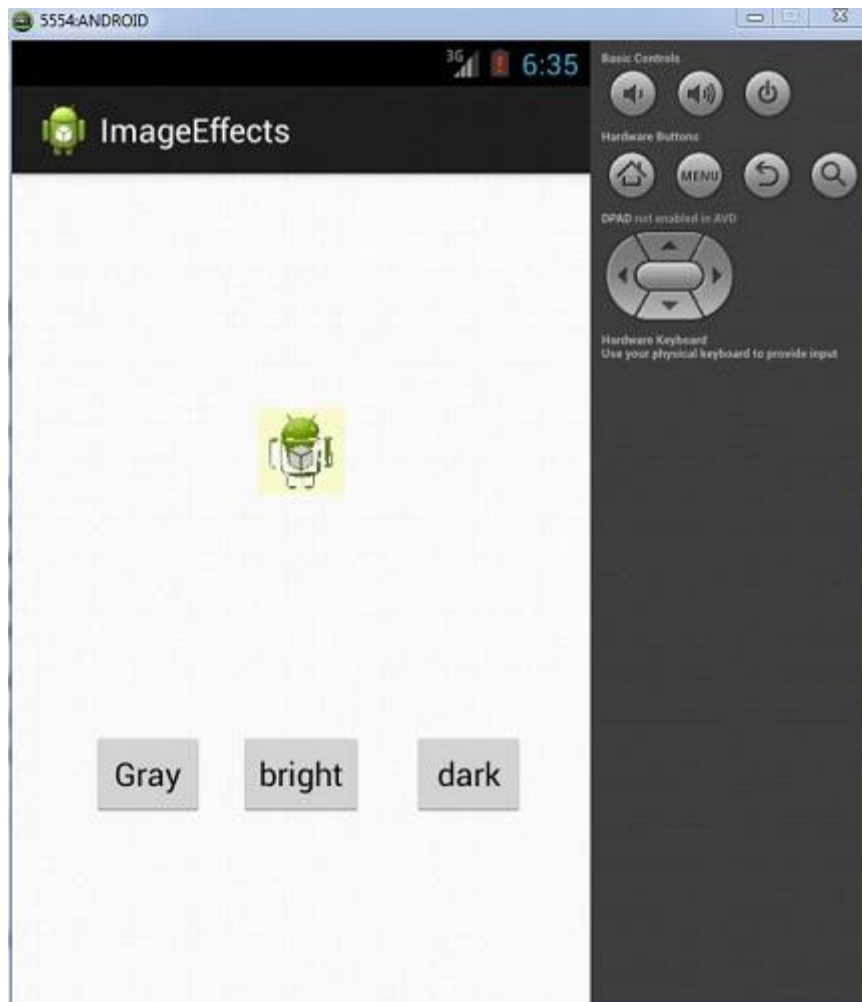 5554:ANDROID
3G
6:35
ImageEffects
Gray
bright
dark
Basic Controls
Hardware Buttons
MENU
DPAD not enabled in AVD
Hardware Keyboard
Use your physical keyboard to provide input